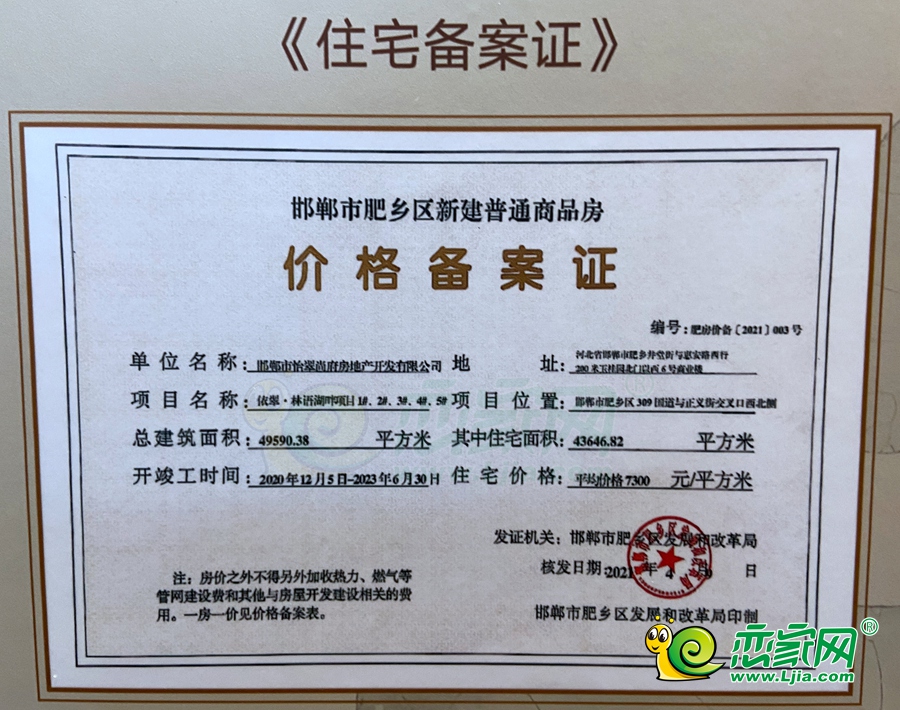 《住宅备案证》
邯郸市肥乡区新建普通商品房
价格备案证
编号：肥房价备〔2021〕003号
单位名称：邯郸市怡翠尚府房地产开发有限公司 地 址：河北省邯郸市肥乡井堂街与惠安路西行
200米玉桂园北门以西6号商业楼
项目名称：依翠·林语湖畔项目1#、2#、3#、4#、5# 项目位置：邯郸市肥乡区309国道与正义街交叉口西北侧
总建筑面积：49590.38 平方米 其中住宅面积：43646.82 平方米
开竣工时间：2020年12月5日-2023年6月30日 住宅价格：平均价格7300 元/平方米
发证机关：邯郸市肥乡区发展和改革局
核发日期：2021年4月 日
注：房价之外不得另外加收热力、燃气等
管网建设费和其他与房屋开发建设相关的费
用。一房一价见价格备案表。
邯郸市肥乡区发展和改革局印制
恋家网®
www.Ljia.com